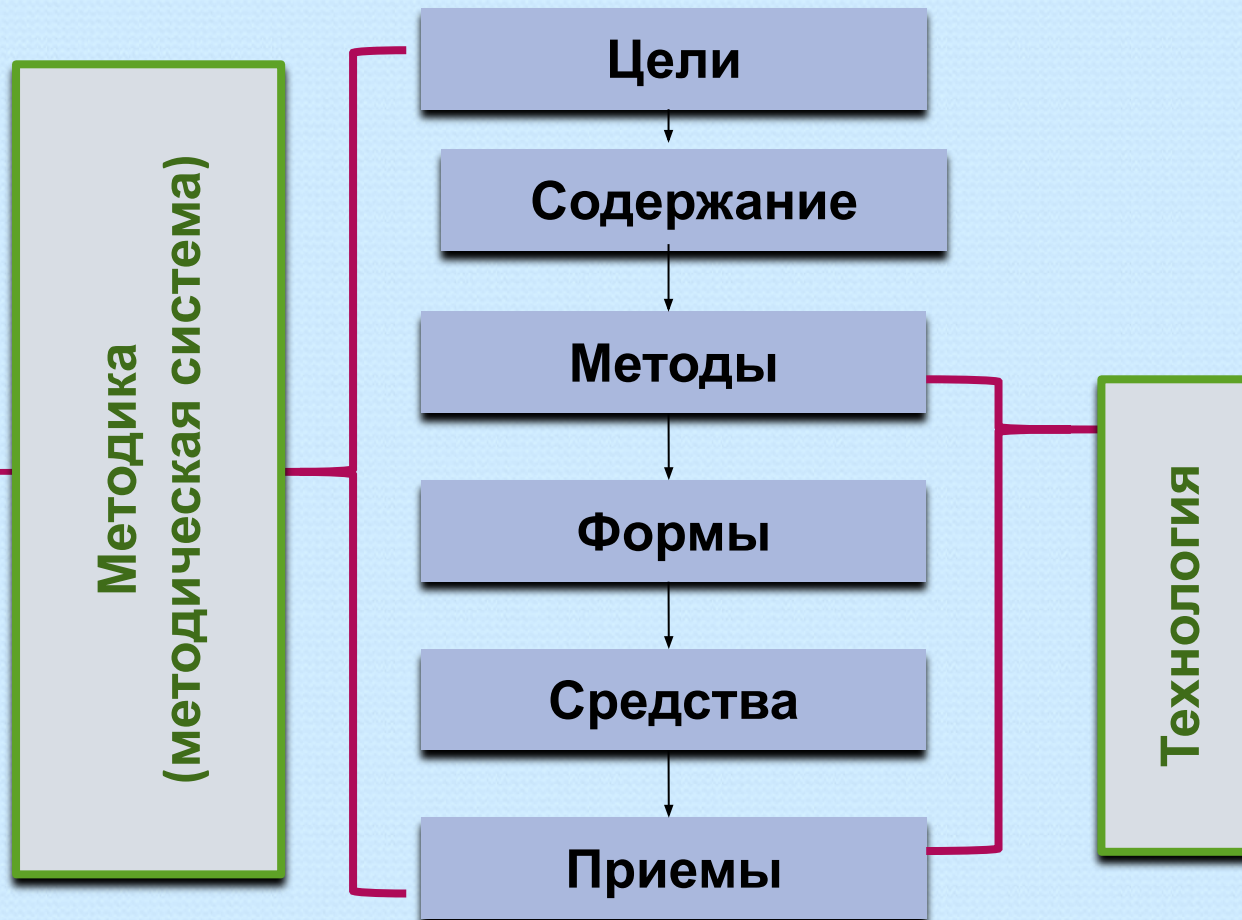 Методика
(методическая система)
Цели
Содержание
Методы
Формы
Средства
Приемы
Технология